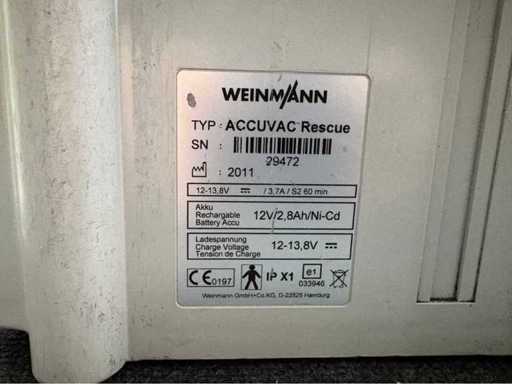 WEINMANN
TYP : ACCUVAC Rescue
SN :
29472
: 2011
12-13,8V / 3,7A / S2 60 min
Akku
Rechargable
Battery Accu
12V/2,8Ah/Ni-Cd
Ladespannung
Charge Voltage
Tension de Charge
12-13,8V
CE 0197
IP X1
e1
033946
Weinmann GmbH+Co.KG, D-22525 Hamburg